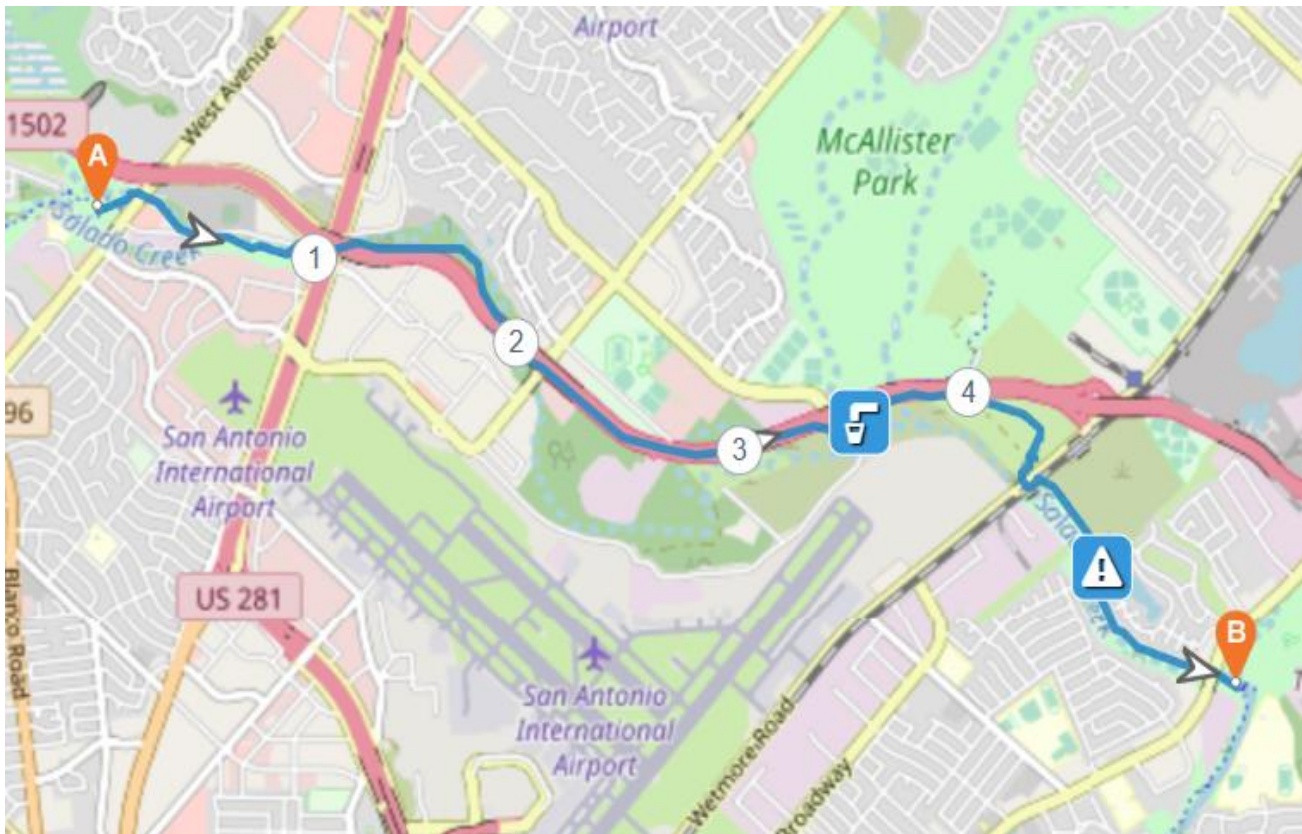 Airport
West Avenue
1502
A
McAllister
Park
Salado Creek
1
2
4
96
San Antonio
International
Airport
3
US 281
Blanco Road
B
San Antonio
International
Airport
Wetmore Road
Broadway